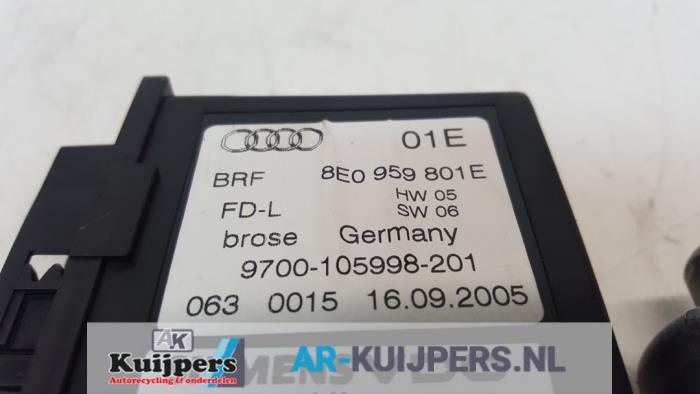 01E
BRF 8E0 959 801E
HW 05
FD-L SW 06
brose Germany
9700-105998-201
063 0015 16.09.2005
AK
Kuijpers
Autorecycling & onderdelen
AR-KUIJPERS.NL